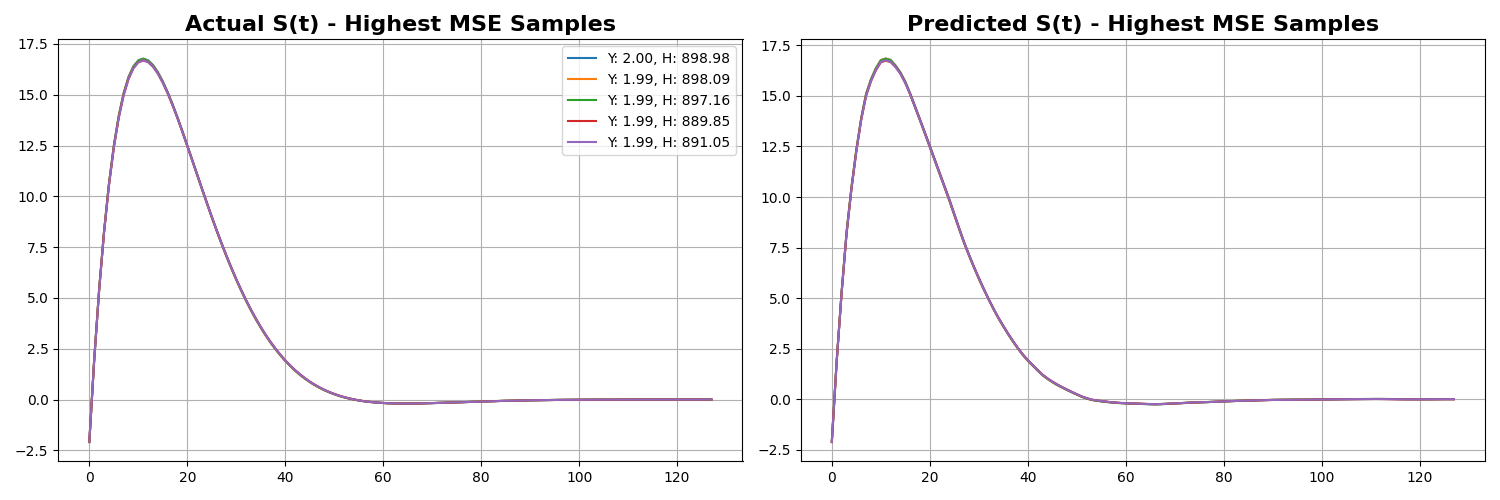 Actual S(t) - Highest MSE Samples
17.5
15.0
12.5
10.0
7.5
5.0
2.5
0.0
−2.5
0 20 40 60 80 100 120
Y: 2.00, H: 898.98
Y: 1.99, H: 898.09
Y: 1.99, H: 897.16
Y: 1.99, H: 889.85
Y: 1.99, H: 891.05
Predicted S(t) - Highest MSE Samples
17.5
15.0
12.5
10.0
7.5
5.0
2.5
0.0
−2.5
0 20 40 60 80 100 120